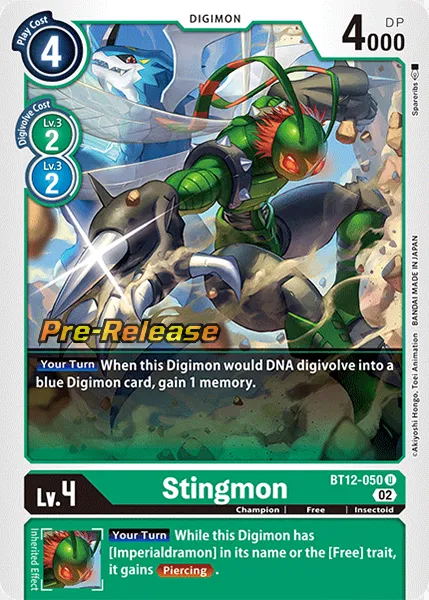 Play Cost
4
DIGIMON
DP
4000
Digivolve Cost
Lv.3
2
Lv.3
2
Spareribs
©Akiyoshi Hongo, Toei Animation BANDAI MADE IN JAPAN
Pre-Release
Your Turn When this Digimon would DNA digivolve into a
blue Digimon card, gain 1 memory.
Lv.4
Stingmon
BT12-050 U
02
Champion | Free | Insectoid
Inherited Effect
Your Turn While this Digimon has
[Imperialdramon] in its name or the [Free] trait,
it gains Piercing .